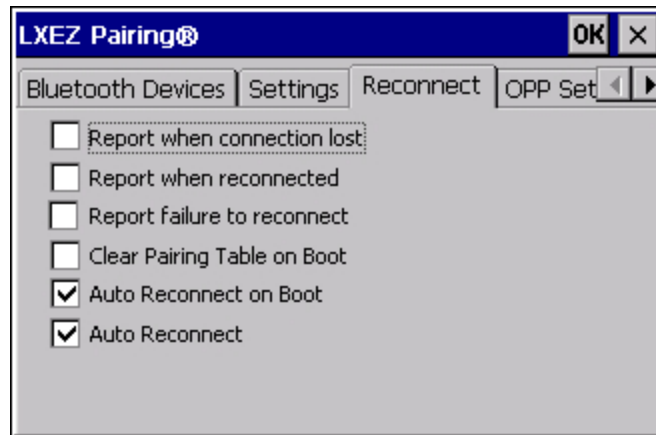 LXEZ Pairing® OK ×
Bluetooth Devices Settings Reconnect OPP Set
Report when connection lost
Report when reconnected
Report failure to reconnect
Clear Pairing Table on Boot
Auto Reconnect on Boot
Auto Reconnect